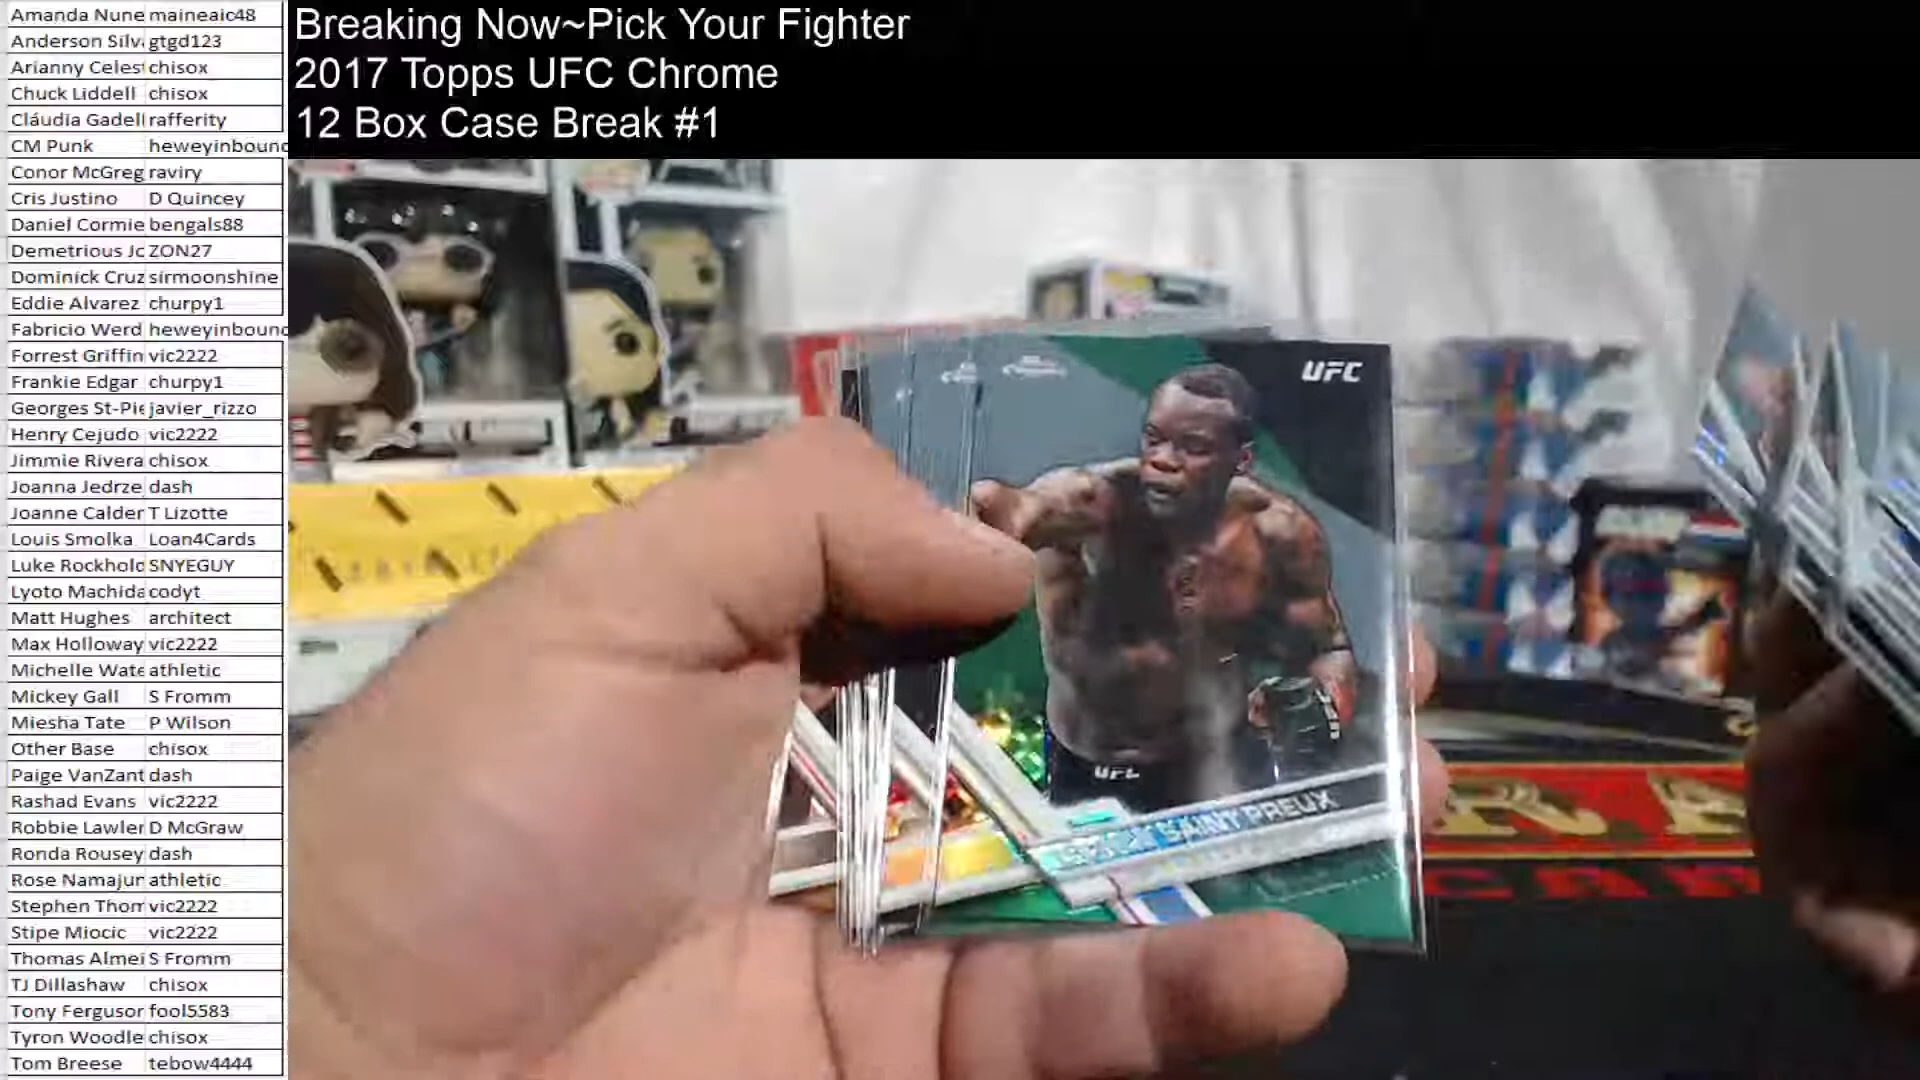 Amanda Nune maineaic48
Anderson Silva gtgd123
Arianny Celest chisox
Chuck Liddell chisox
Cláudia Gadell rafferity
CM Punk heweyinbound
Conor McGreg raviry
Cris Justino D Quincey
Daniel Cormie bengals88
Demetrious Jc ZON27
Dominick Cruz sirmoonshine
Eddie Alvarez churpy1
Fabricio Werd heweyinbound
Forrest Griffin vic2222
Frankie Edgar churpy1
Georges St-Pie javier_rizzo
Henry Cejudo vic2222
Jimmie Rivera chisox
Joanna Jedrze dash
Joanne Calder T Lizotte
Louis Smolka Loan4Cards
Luke Rockhold SNYEGUY
Lyoto Machida codyt
Matt Hughes architect
Max Holloway vic2222
Michelle Wate athletic
Mickey Gall S Fromm
Miesha Tate P Wilson
Other Base chisox
Paige VanZant dash
Rashad Evans vic2222
Robbie Lawler D McGraw
Ronda Rousey dash
Rose Namajur athletic
Stephen Thom vic2222
Stipe Miocic vic2222
Thomas Almei S Fromm
TJ Dillashaw chisox
Tony Ferguson fool5583
Tyron Woodle chisox
Tom Breese tebow4444
Breaking Now~Pick Your Fighter
2017 Topps UFC Chrome
12 Box Case Break #1
UFC
UFC
SAINT PREUX